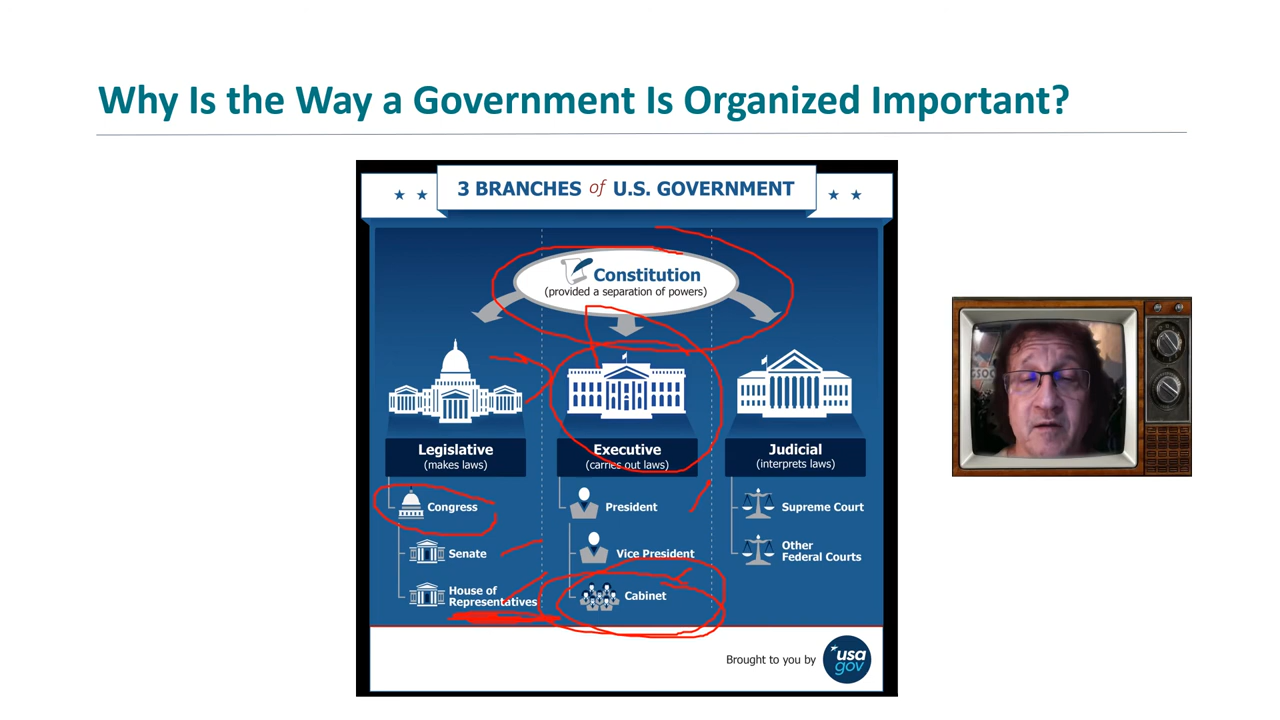 Why Is the Way a Government Is Organized Important?
3 BRANCHES of U.S. GOVERNMENT
Constitution
(provided a separation of powers)
Legislative
(makes laws)
Congress
Senate
House of
Representatives
Executive
(carries out laws)
President
Vice President
Cabinet
Judicial
(interprets laws)
Supreme Court
Other
Federal Courts
Brought to you by
usa
gov